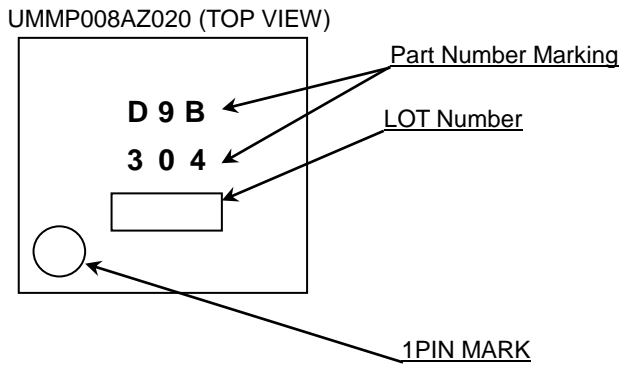 UMMP008AZ020 (TOP VIEW)
Part Number Marking
D 9 B
LOT Number
3 0 4
1PIN MARK